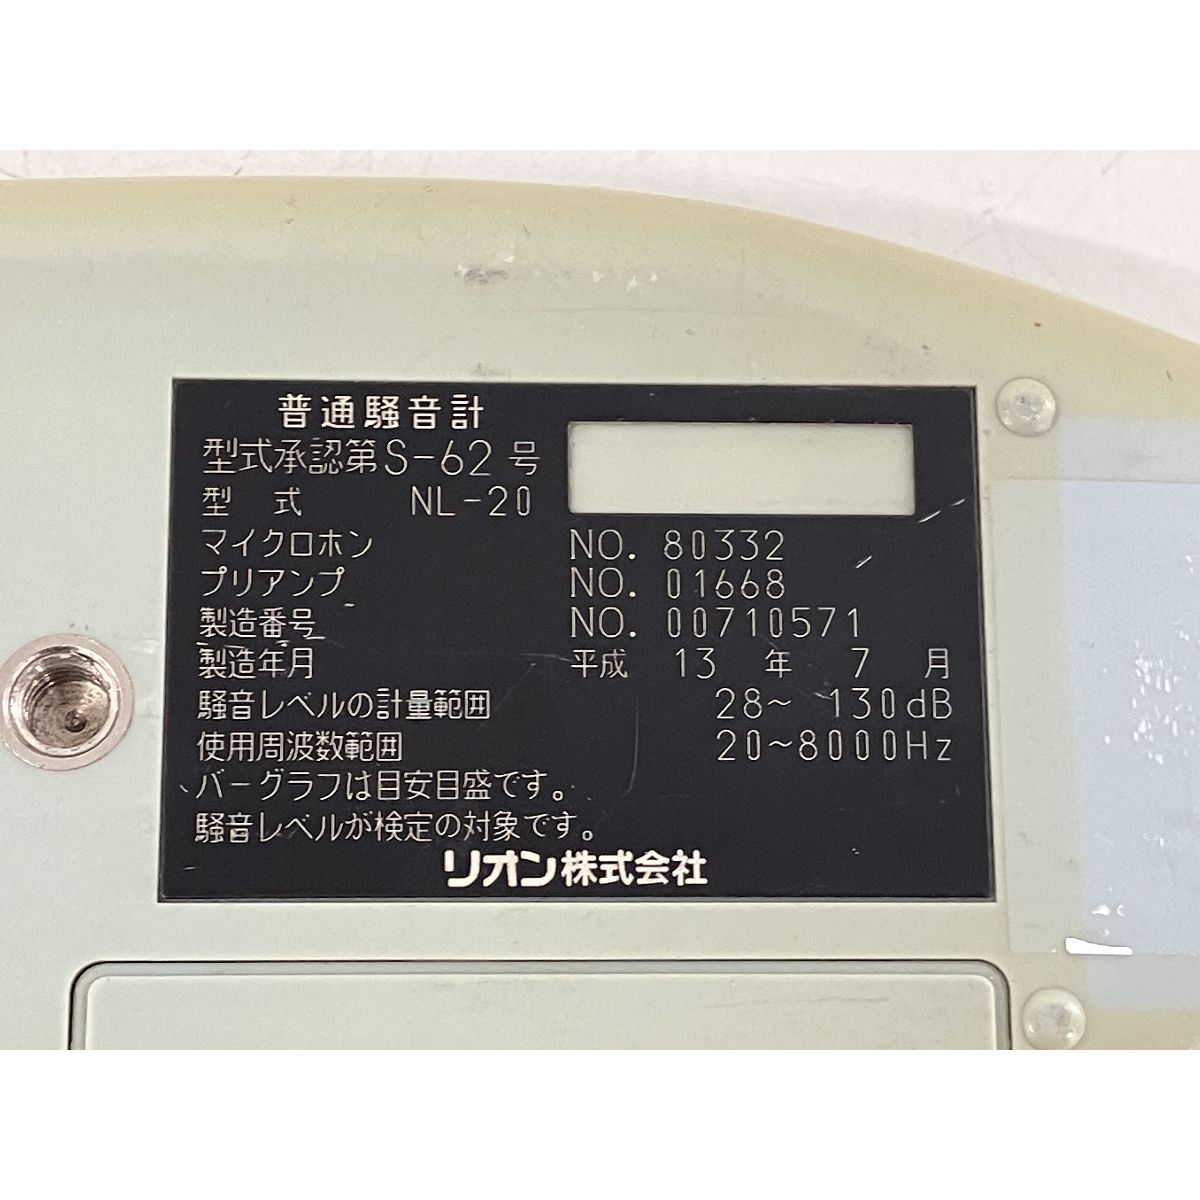 普通騒音計
型式承認第S-62号
型 式 NL-20
マイクロホン NO. 80332
プリアンプ NO. 01668
製造番号 NO. 00710571
製造年月 平成 13 年 7 月
騒音レベルの計量範囲 28~ 130dB
使用周波数範囲 20~8000Hz
バーグラフは目安目盛です。
騒音レベルが検定の対象です。
リオン株式会社